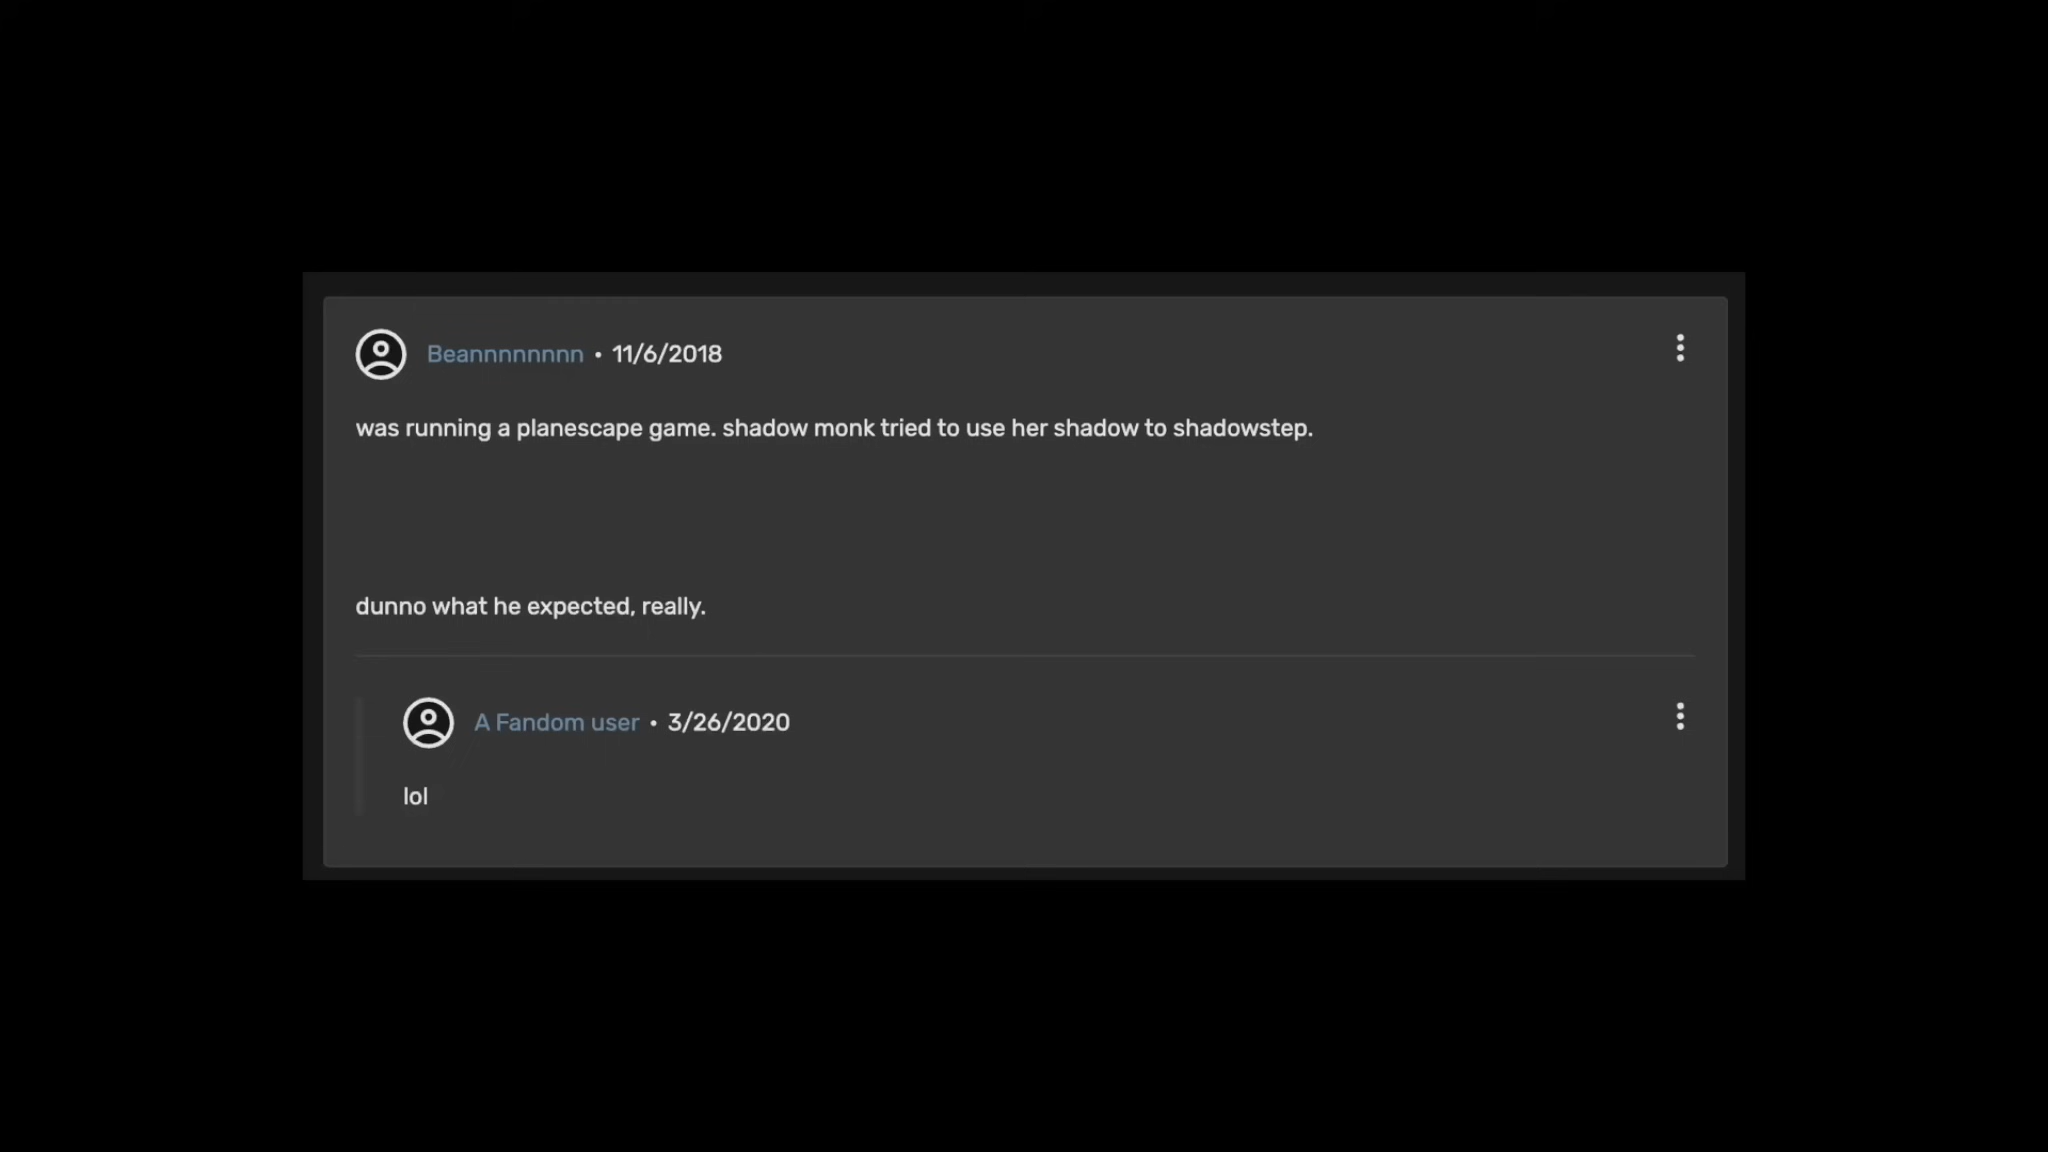 Beannnnnnnn • 11/6/2018
was running a planescape game. shadow monk tried to use her shadow to shadowstep.
dunno what he expected, really.
A Fandom user • 3/26/2020
lol